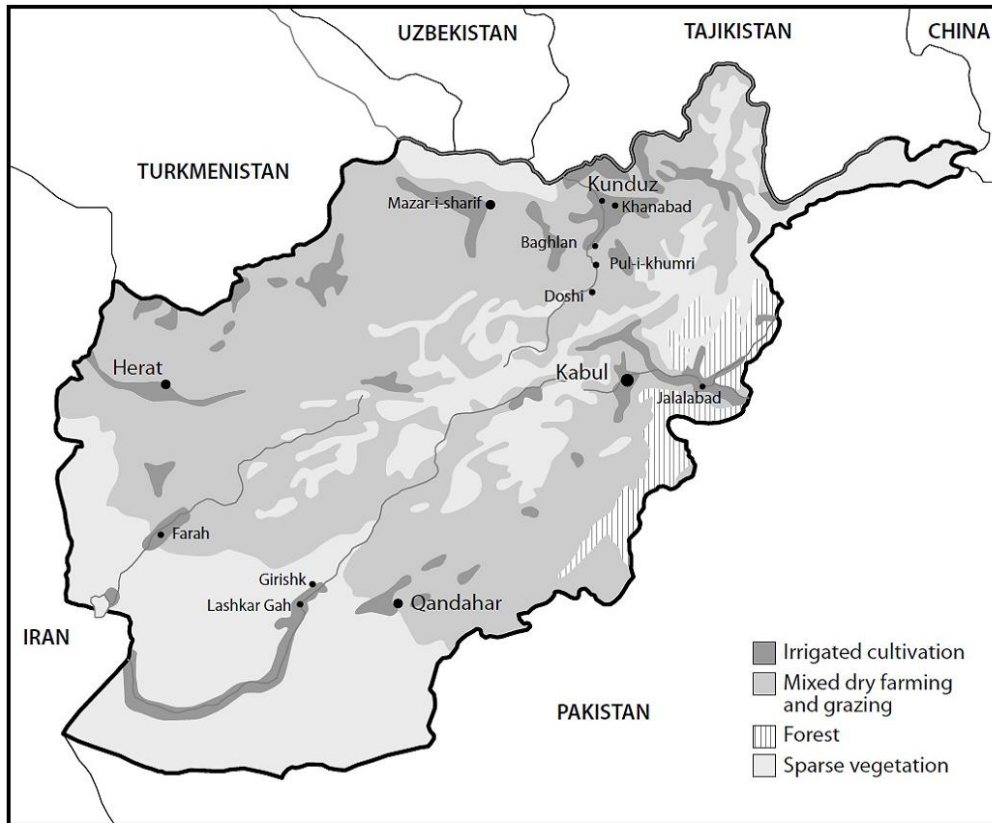 UZBEKISTAN
TAJIKISTAN
CHINA
TURKMENISTAN
Kunduz
Mazar-i-sharif
Khanabad
Baghlan
Pul-i-khumri
Doshi
Herat
Kabul
Jalalabad
Farah
Girishk
Lashkar Gah
Qandahar
IRAN
PAKISTAN
Irrigated cultivation
Mixed dry farming
and grazing
Forest
Sparse vegetation